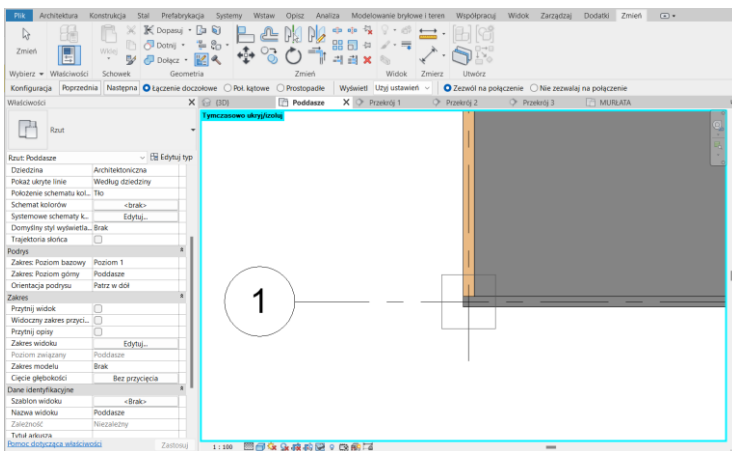 Plik Architektura Konstrukcja Stal Prefabrykacja Systemy Wstaw Opisz Analiza Modelowanie bryłowe i teren Współpracuj Widok Zarządzaj Dodatki Zmień
Zmień Wklej Dopasuj
Dotnij
Dołącz
Wybierz Właściwości Schowek Geometria Zmień Widok Zmierz Utwórz
Konfiguracja Poprzednia Następna Łączenie doczołowe Poł. kątowe Prostopadłe Wyświetl Użyj ustawień Zezwól na połączenie Nie zezwalaj na połączenie
Właściwości X {3D} Poddasze X Przekrój 1 Przekrój 2 Przekrój 3 MURŁATA
Tymczasowo ukryj/izoluj
Rzut
Rzut: Poddasze Edytuj typ
Dziedzina Architektoniczna
Pokaż ukryte linie Według dziedziny
Położenie schematu kol... Tło
Schemat kolorów <brak>
Systemowe schematy k... Edytuj...
Domyślny styl wyświetla... Brak
Trajektoria słońca
Podrys
Zakres: Poziom bazowy Poziom 1
Zakres: Poziom górny Poddasze
Orientacja podrysu Patrz w dół
Zakres
Przytnij widok
Widoczny zakres przyci...
Przytnij opisy
Zakres widoku Edytuj...
Poziom związany Poddasze
Zakres modelu Brak
Cięcie głębokości Bez przycięcia
Dane identyfikacyjne
Szablon widoku <Brak>
Nazwa widoku Poddasze
Zależność Niezależny
Tytuł arkusza
Pomoc dotycząca właściwości Zastosuj
1
1 : 100